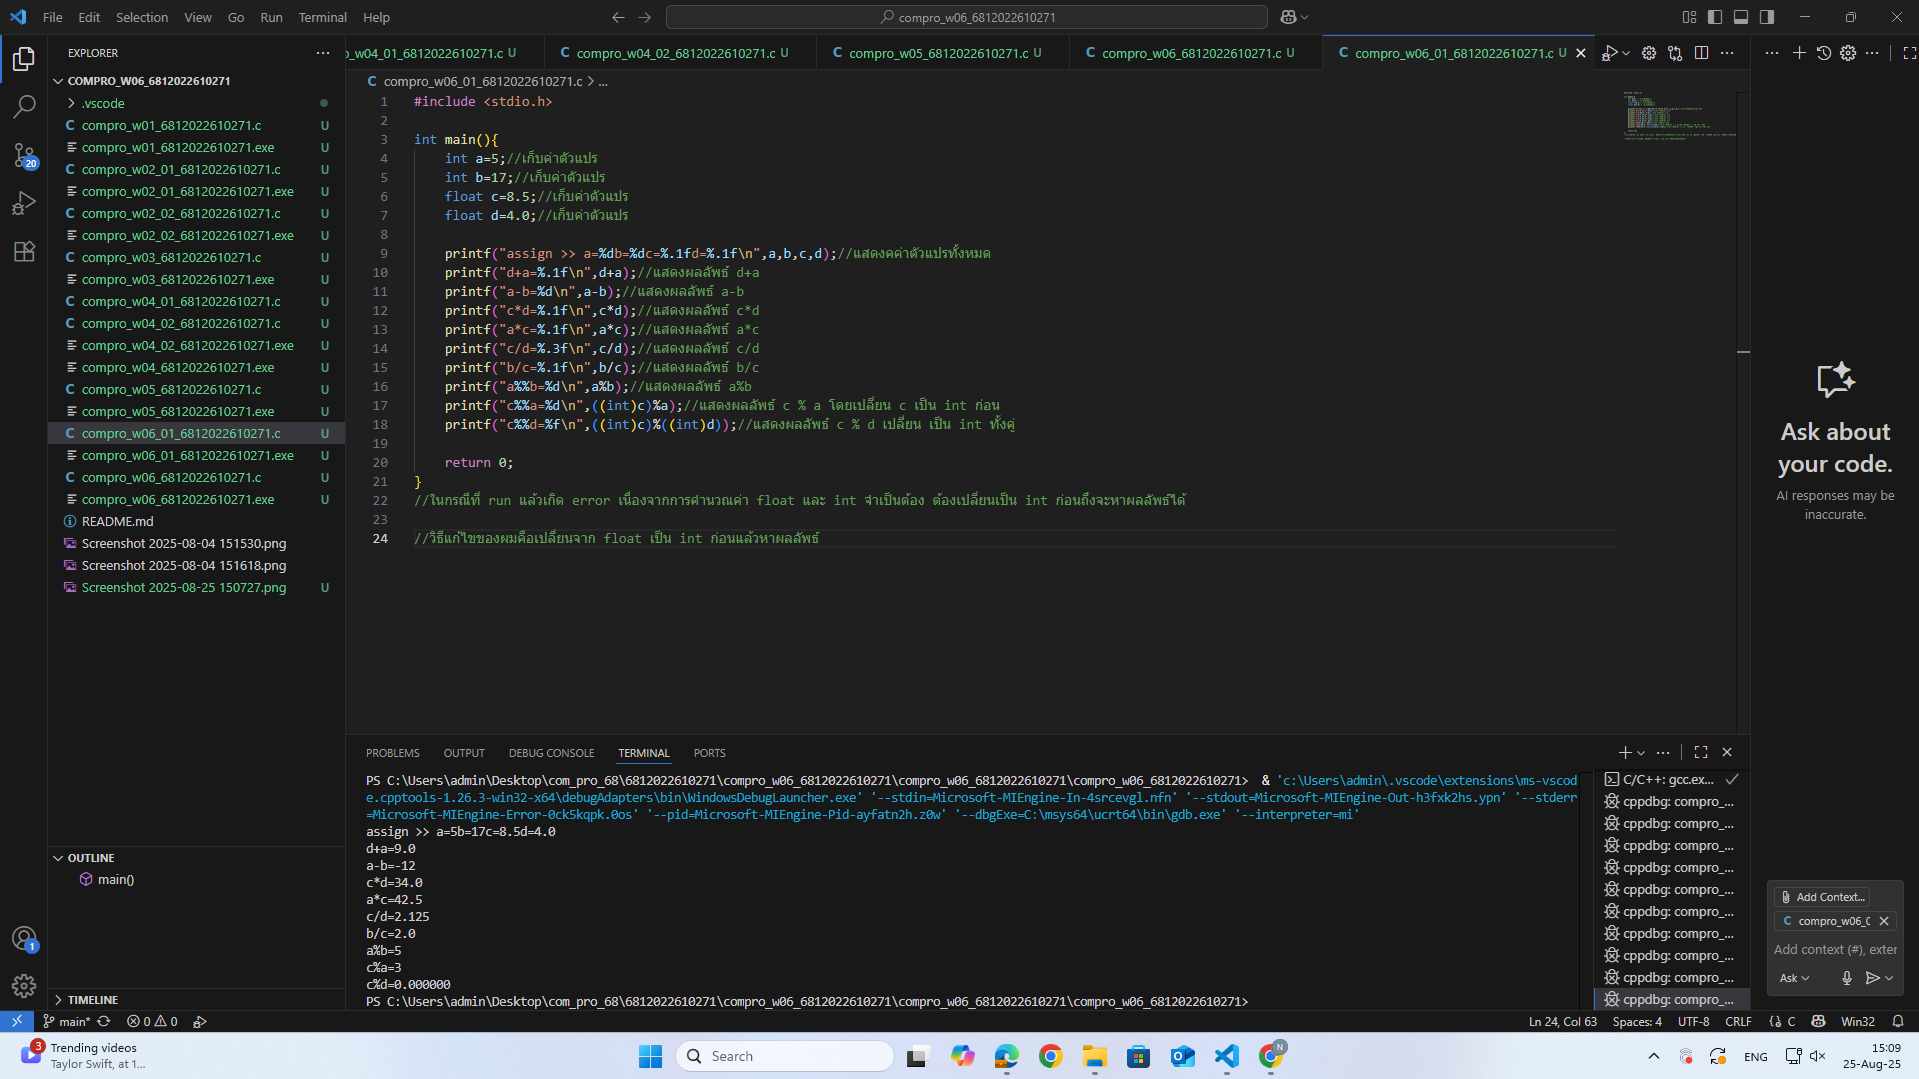 File Edit Selection View Go Run Terminal Help
compro_w06_6812022610271
EXPLORER
COMPRO_W06_6812022610271
.vscode
compro_w01_6812022610271.c U
compro_w01_6812022610271.exe U
compro_w02_01_6812022610271.c U
compro_w02_01_6812022610271.exe U
compro_w02_02_6812022610271.c U
compro_w02_02_6812022610271.exe U
compro_w03_6812022610271.c U
compro_w03_6812022610271.exe U
compro_w04_01_6812022610271.c U
compro_w04_02_6812022610271.c U
compro_w04_02_6812022610271.exe U
compro_w04_6812022610271.exe U
compro_w05_6812022610271.c U
compro_w05_6812022610271.exe U
compro_w06_01_6812022610271.c U
compro_w06_01_6812022610271.exe U
compro_w06_6812022610271.c U
compro_w06_6812022610271.exe U
README.md
Screenshot 2025-08-04 151530.png
Screenshot 2025-08-04 151618.png
Screenshot 2025-08-25 150727.png U
OUTLINE
main()
TIMELINE
20
1
o_w04_01_6812022610271.c U
C compro_w04_02_6812022610271.c U
C compro_w05_6812022610271.c U
C compro_w06_6812022610271.c U
C compro_w06_01_6812022610271.c U
C compro_w06_01_6812022610271.c > ...
1 #include <stdio.h>
2
3 int main(){
4 int a=5;//เก็บค่าตัวแปร
5 int b=17;//เก็บค่าตัวแปร
6 float c=8.5;//เก็บค่าตัวแปร
7 float d=4.0;//เก็บค่าตัวแปร
8
9 printf("assign >> a=%db=%dc=%.1fd=%.1f\n",a,b,c,d);//แสดงคค่าตัวแปรทั้งหมด
10 printf("d+a=%.1f\n",d+a);//แสดงผลลัพธ์ d+a
11 printf("a-b=%d\n",a-b);//แสดงผลลัพธ์ a-b
12 printf("c*d=%.1f\n",c*d);//แสดงผลลัพธ์ c*d
13 printf("a*c=%.1f\n",a*c);//แสดงผลลัพธ์ a*c
14 printf("c/d=%.3f\n",c/d);//แสดงผลลัพธ์ c/d
15 printf("b/c=%.1f\n",b/c);//แสดงผลลัพธ์ b/c
16 printf("a%%b=%d\n",a%b);//แสดงผลลัพธ์ a%b
17 printf("c%%a=%d\n",((int)c)%a);//แสดงผลลัพธ์ c % a โดยเปลี่ยน c เป็น int ก่อน
18 printf("c%%d=%f\n",((int)c)%((int)d));//แสดงผลลัพธ์ c % d เปลี่ยน เป็น int ทั้งคู่
19
20 return 0;
21 }
22 //ในกรณีที่ run แล้วเกิด error เนื่องจากการคำนวณค่า float และ int จำเป็นต้อง ต้องเปลี่ยนเป็น int ก่อนถึงจะหาผลลัพธ์ได้
23
24 //วิธีแก้ไขของผมคือเปลี่ยนจาก float เป็น int ก่อนแล้วหาผลลัพธ์
PROBLEMS OUTPUT DEBUG CONSOLE TERMINAL PORTS
PS C:\Users\admin\Desktop\com_pro_68\6812022610271\compro_w06_6812022610271\compro_w06_6812022610271\compro_w06_6812022610271> & 'c:\Users\admin\.vscode\extensions\ms-vscod
e.cpptools-1.26.3-win32-x64\debugAdapters\bin\WindowsDebugLauncher.exe' '--stdin=Microsoft-MIEngine-In-4srcevgl.nfn' '--stdout=Microsoft-MIEngine-Out-h3fxk2hs.ypn' '--stderr
=Microsoft-MIEngine-Error-0ck5kqpk.0os' '--pid=Microsoft-MIEngine-Pid-ayfatn2h.z0w' '--dbgExe=C:\msys64\ucrt64\bin\gdb.exe' '--interpreter=mi'
assign >> a=5b=17c=8.5d=4.0
d+a=9.0
a-b=-12
c*d=34.0
a*c=42.5
c/d=2.125
b/c=2.0
a%b=5
c%a=3
c%d=0.000000
PS C:\Users\admin\Desktop\com_pro_68\6812022610271\compro_w06_6812022610271\compro_w06_6812022610271\compro_w06_6812022610271>
C/C++: gcc.ex...
cppdbg: compro_...
cppdbg: compro_...
cppdbg: compro_...
cppdbg: compro_...
cppdbg: compro_...
cppdbg: compro_...
cppdbg: compro_...
cppdbg: compro_...
cppdbg: compro_...
cppdbg: compro_...
Ask about
your code.
AI responses may be
inaccurate.
Add Context...
C compro_w06_0
Add context (#), exter
Ask
main* 0 0
Ln 24, Col 63 Spaces: 4 UTF-8 CRLF {} C Win32
3
Trending videos
Taylor Swift, at 1...
Search
N
ENG
15:09
25-Aug-25